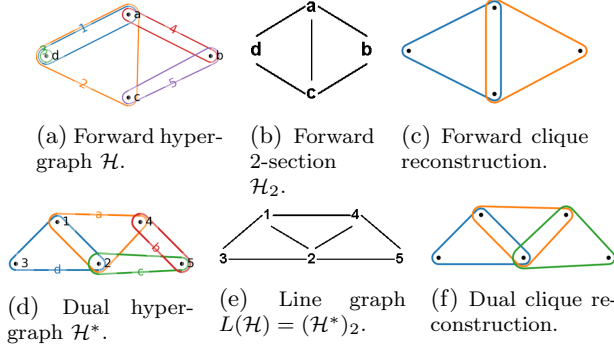 1
a
4
3
d
b
2
5
c
(a) Forward hyper-
graph H.
a
d
b
c
(b) Forward
2-section
H₂.
(c) Forward clique
reconstruction.
1
a
4
b
3
d
2
c
5
(d) Dual hyper-
graph H*.
1
4
3
2
5
(e) Line graph
L(H) = (H*)₂.
(f) Dual clique re-
construction.